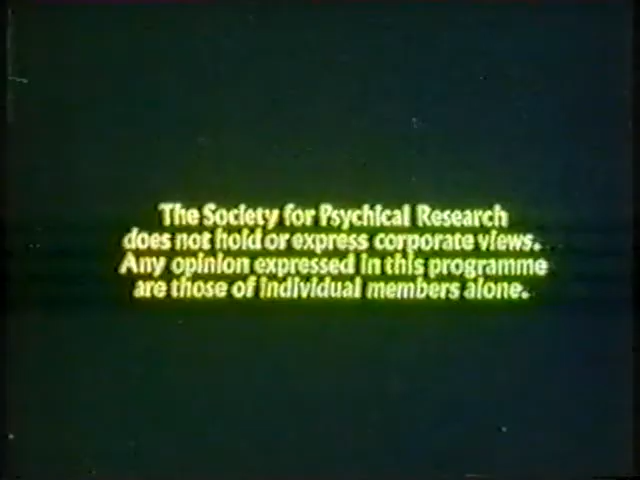 The Society for Psychical Research
does not hold or express corporate views.
Any opinion expressed in this programme
are those of individual members alone.